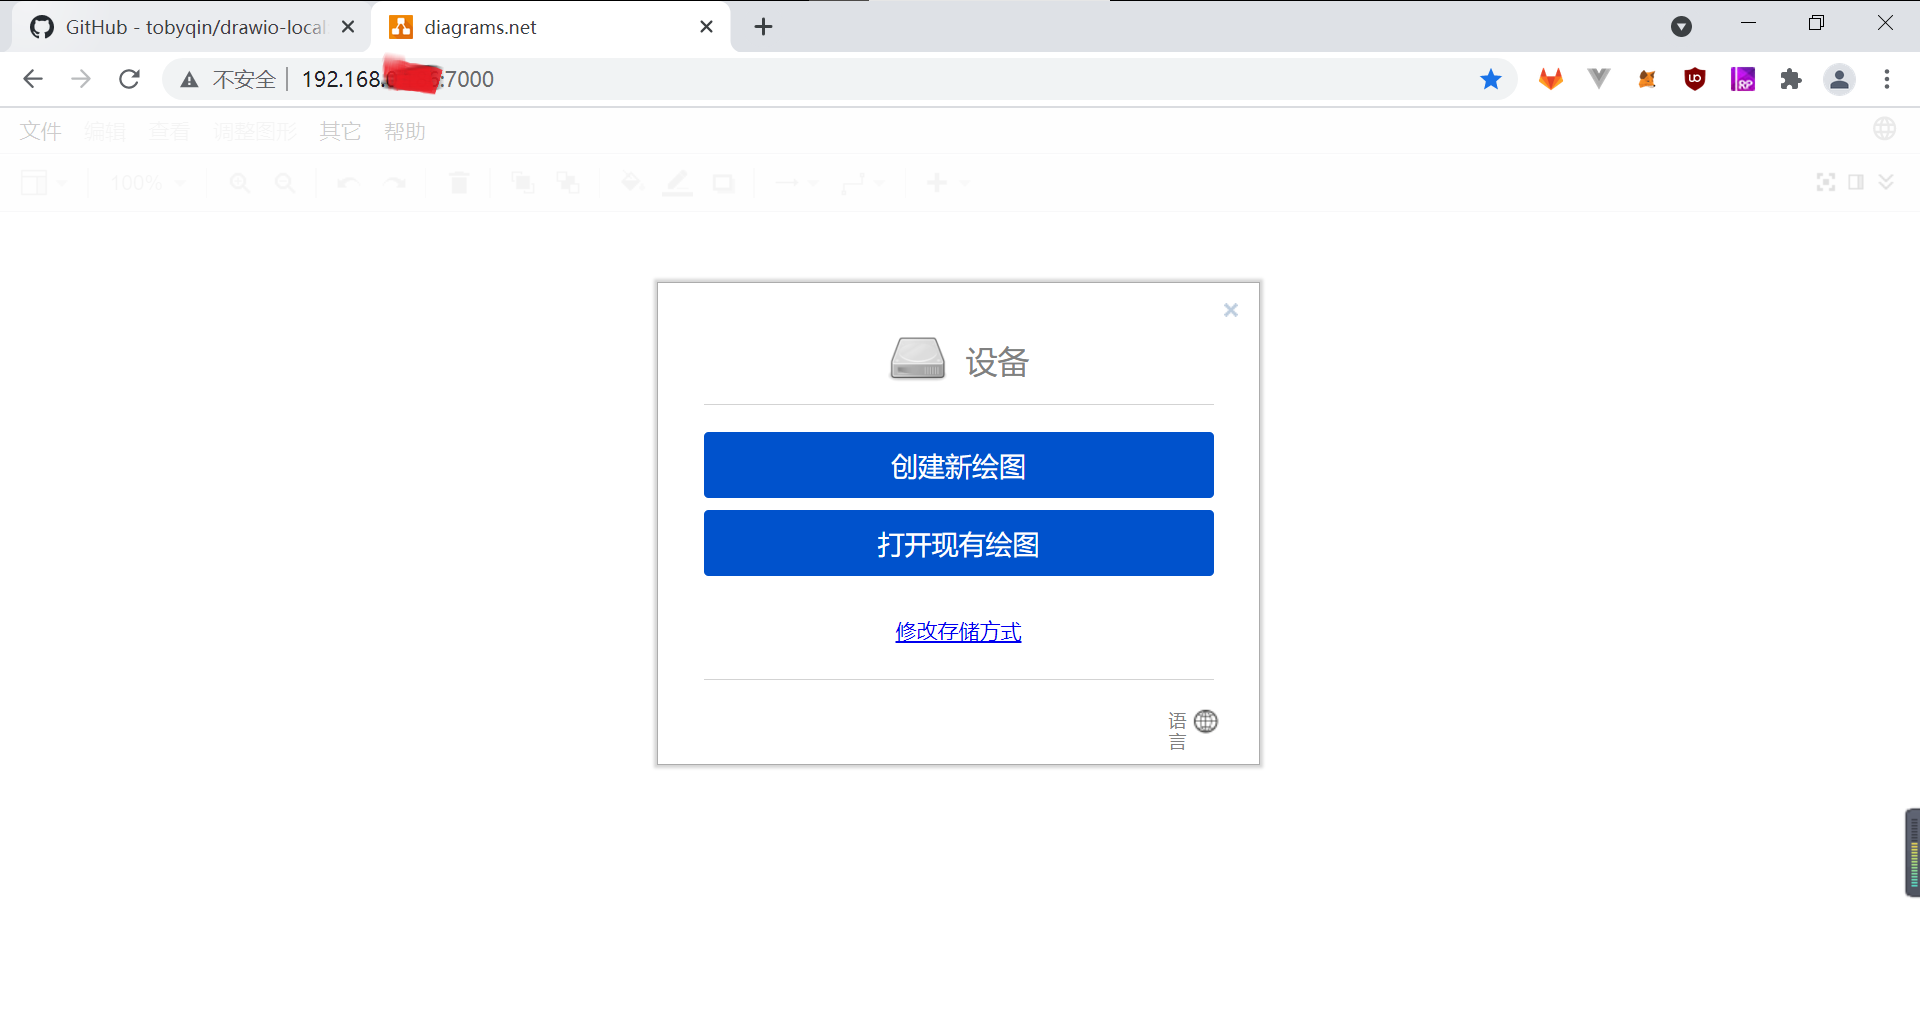 GitHub - tobyqin/drawio-local
diagrams.net
不安全
192.168.
:7000
文件 编辑 查看 调整图形 其它 帮助
100%
设备
创建新绘图
打开现有绘图
修改存储方式
语
言